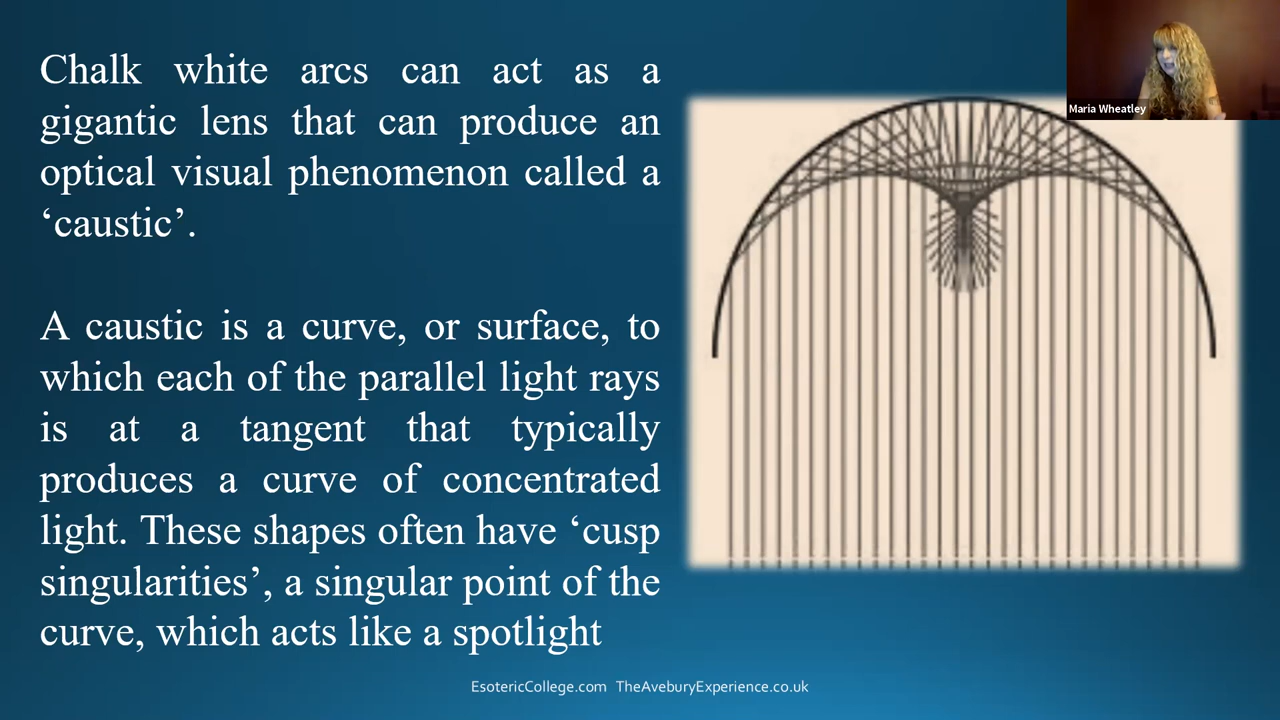 Chalk white arcs can act as a
gigantic lens that can produce an
optical visual phenomenon called a
‘caustic’.
A caustic is a curve, or surface, to
which each of the parallel light rays
is at a tangent that typically
produces a curve of concentrated
light. These shapes often have ‘cusp
singularities’, a singular point of the
curve, which acts like a spotlight
Maria Wheatley
EsotericCollege.com TheAveburyExperience.co.uk